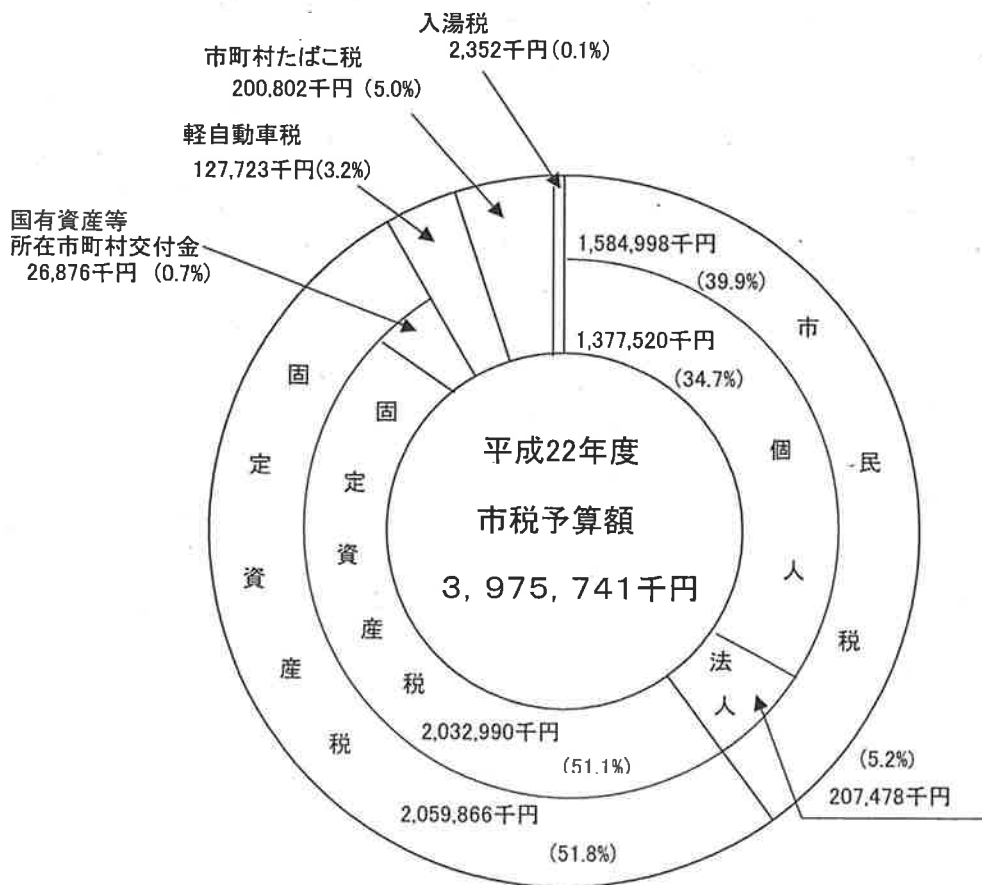 入湯税
2,352千円(0.1%)
市町村たばこ税
200,802千円 (5.0%)
軽自動車税
127,723千円(3.2%)
国有資産等
所在市町村交付金
26,876千円 (0.7%)
1,584,998千円
(39.9%)
市民税
1,377,520千円
(34.7%)
個人
法人
(5.2%)
207,478千円
固定資産税
2,032,990千円
(51.1%)
固定資産税
2,059,866千円
(51.8%)
平成22年度
市税予算額
3,975,741千円